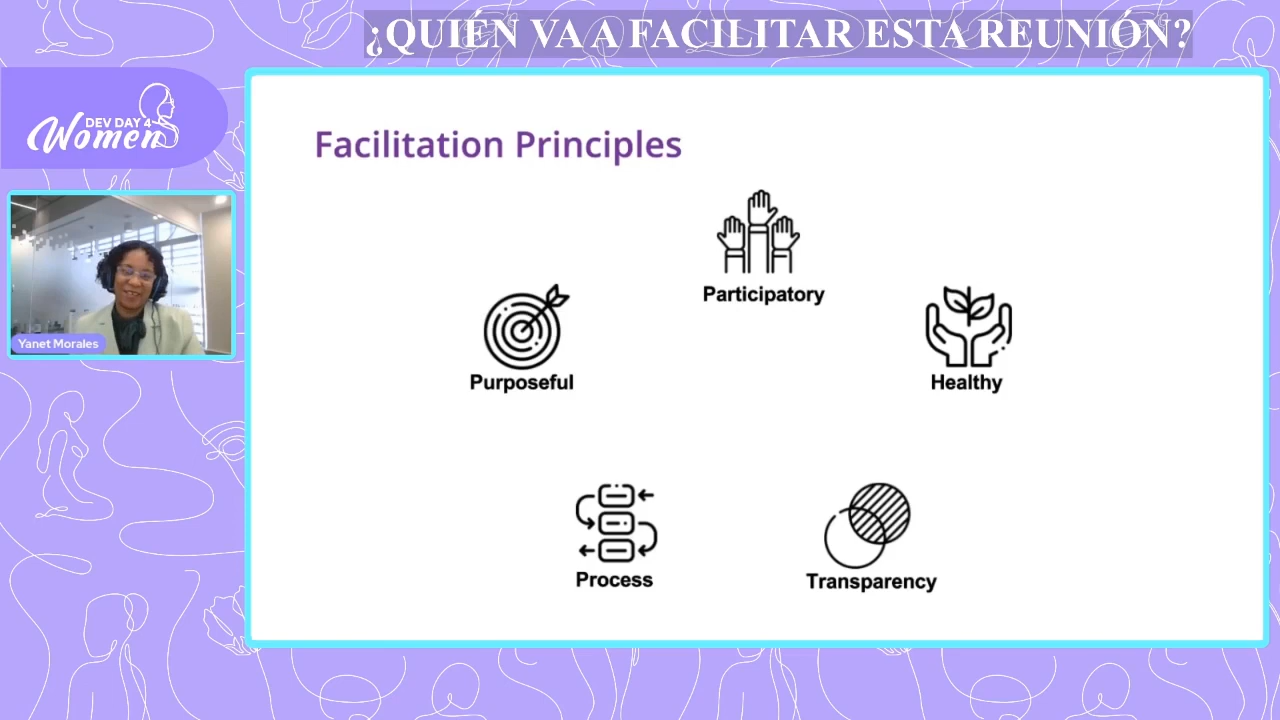 ¿QUIÉN VA A FACILITAR ESTA REUNIÓN?
DEV DAY 4
Women
Yanet Morales
Facilitation Principles
Participatory
Purposeful
Healthy
Process
Transparency